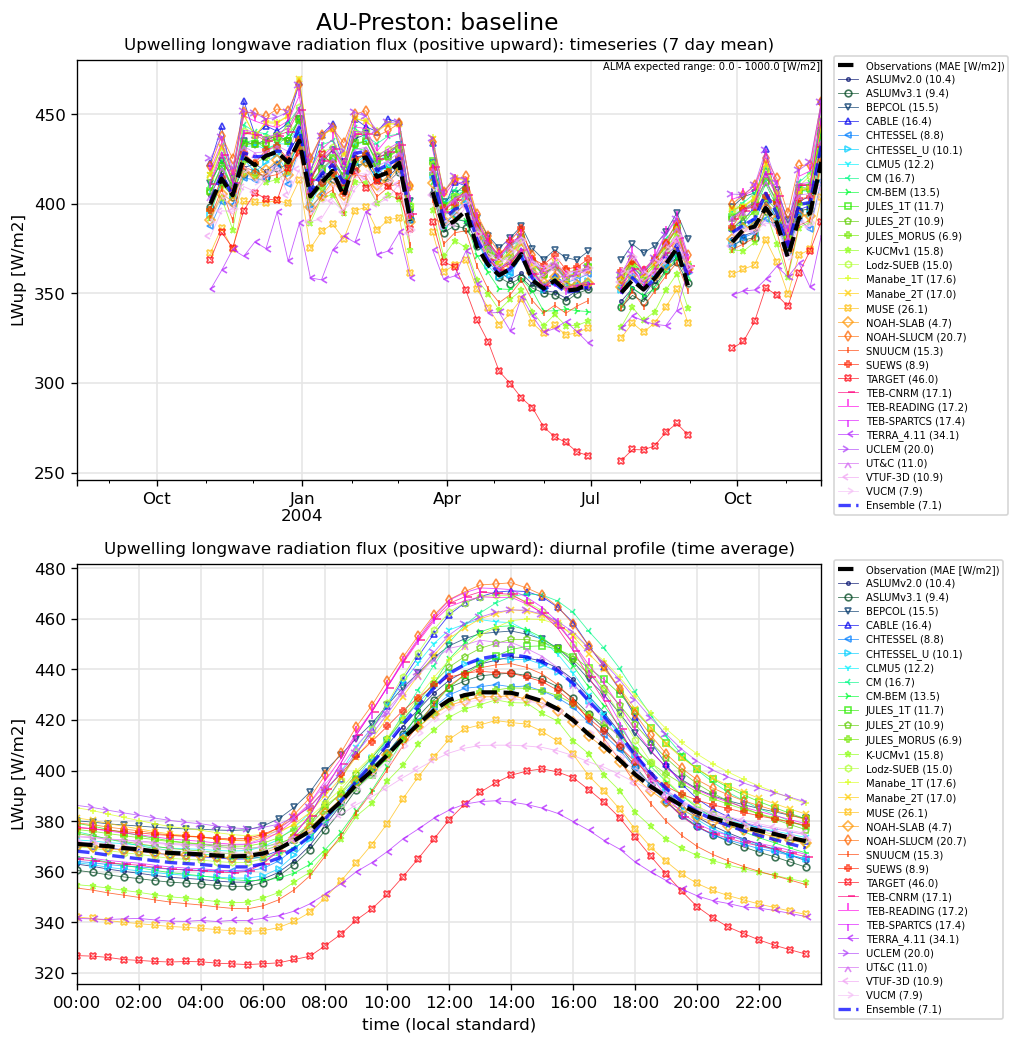 AU-Preston: baseline
Upwelling longwave radiation flux (positive upward): timeseries (7 day mean)
ALMA expected range: 0.0 - 1000.0 [W/m2]
LWup [W/m2]
450
400
350
300
250
Oct
Jan
2004
Apr
Jul
Oct
Observations (MAE [W/m2])
ASLUMv2.0 (10.4)
ASLUMv3.1 (9.4)
BEPCOL (15.5)
CABLE (16.4)
CHTESSEL (8.8)
CHTESSEL_U (10.1)
CLMU5 (12.2)
CM (16.7)
CM-BEM (13.5)
JULES_1T (11.7)
JULES_2T (10.9)
JULES_MORUS (6.9)
K-UCMv1 (15.8)
Lodz-SUEB (15.0)
Manabe_1T (17.6)
Manabe_2T (17.0)
MUSE (26.1)
NOAH-SLAB (4.7)
NOAH-SLUCM (20.7)
SNUUCM (15.3)
SUEWS (8.9)
TARGET (46.0)
TEB-CNRM (17.1)
TEB-READING (17.2)
TEB-SPARTCS (17.4)
TERRA_4.11 (34.1)
UCLEM (20.0)
UT&C (11.0)
VTUF-3D (10.9)
VUCM (7.9)
Ensemble (7.1)
Upwelling longwave radiation flux (positive upward): diurnal profile (time average)
LWup [W/m2]
480
460
440
420
400
380
360
340
320
00:00
02:00
04:00
06:00
08:00
10:00
12:00
14:00
16:00
18:00
20:00
22:00
time (local standard)
Observation (MAE [W/m2])
ASLUMv2.0 (10.4)
ASLUMv3.1 (9.4)
BEPCOL (15.5)
CABLE (16.4)
CHTESSEL (8.8)
CHTESSEL_U (10.1)
CLMU5 (12.2)
CM (16.7)
CM-BEM (13.5)
JULES_1T (11.7)
JULES_2T (10.9)
JULES_MORUS (6.9)
K-UCMv1 (15.8)
Lodz-SUEB (15.0)
Manabe_1T (17.6)
Manabe_2T (17.0)
MUSE (26.1)
NOAH-SLAB (4.7)
NOAH-SLUCM (20.7)
SNUUCM (15.3)
SUEWS (8.9)
TARGET (46.0)
TEB-CNRM (17.1)
TEB-READING (17.2)
TEB-SPARTCS (17.4)
TERRA_4.11 (34.1)
UCLEM (20.0)
UT&C (11.0)
VTUF-3D (10.9)
VUCM (7.9)
Ensemble (7.1)